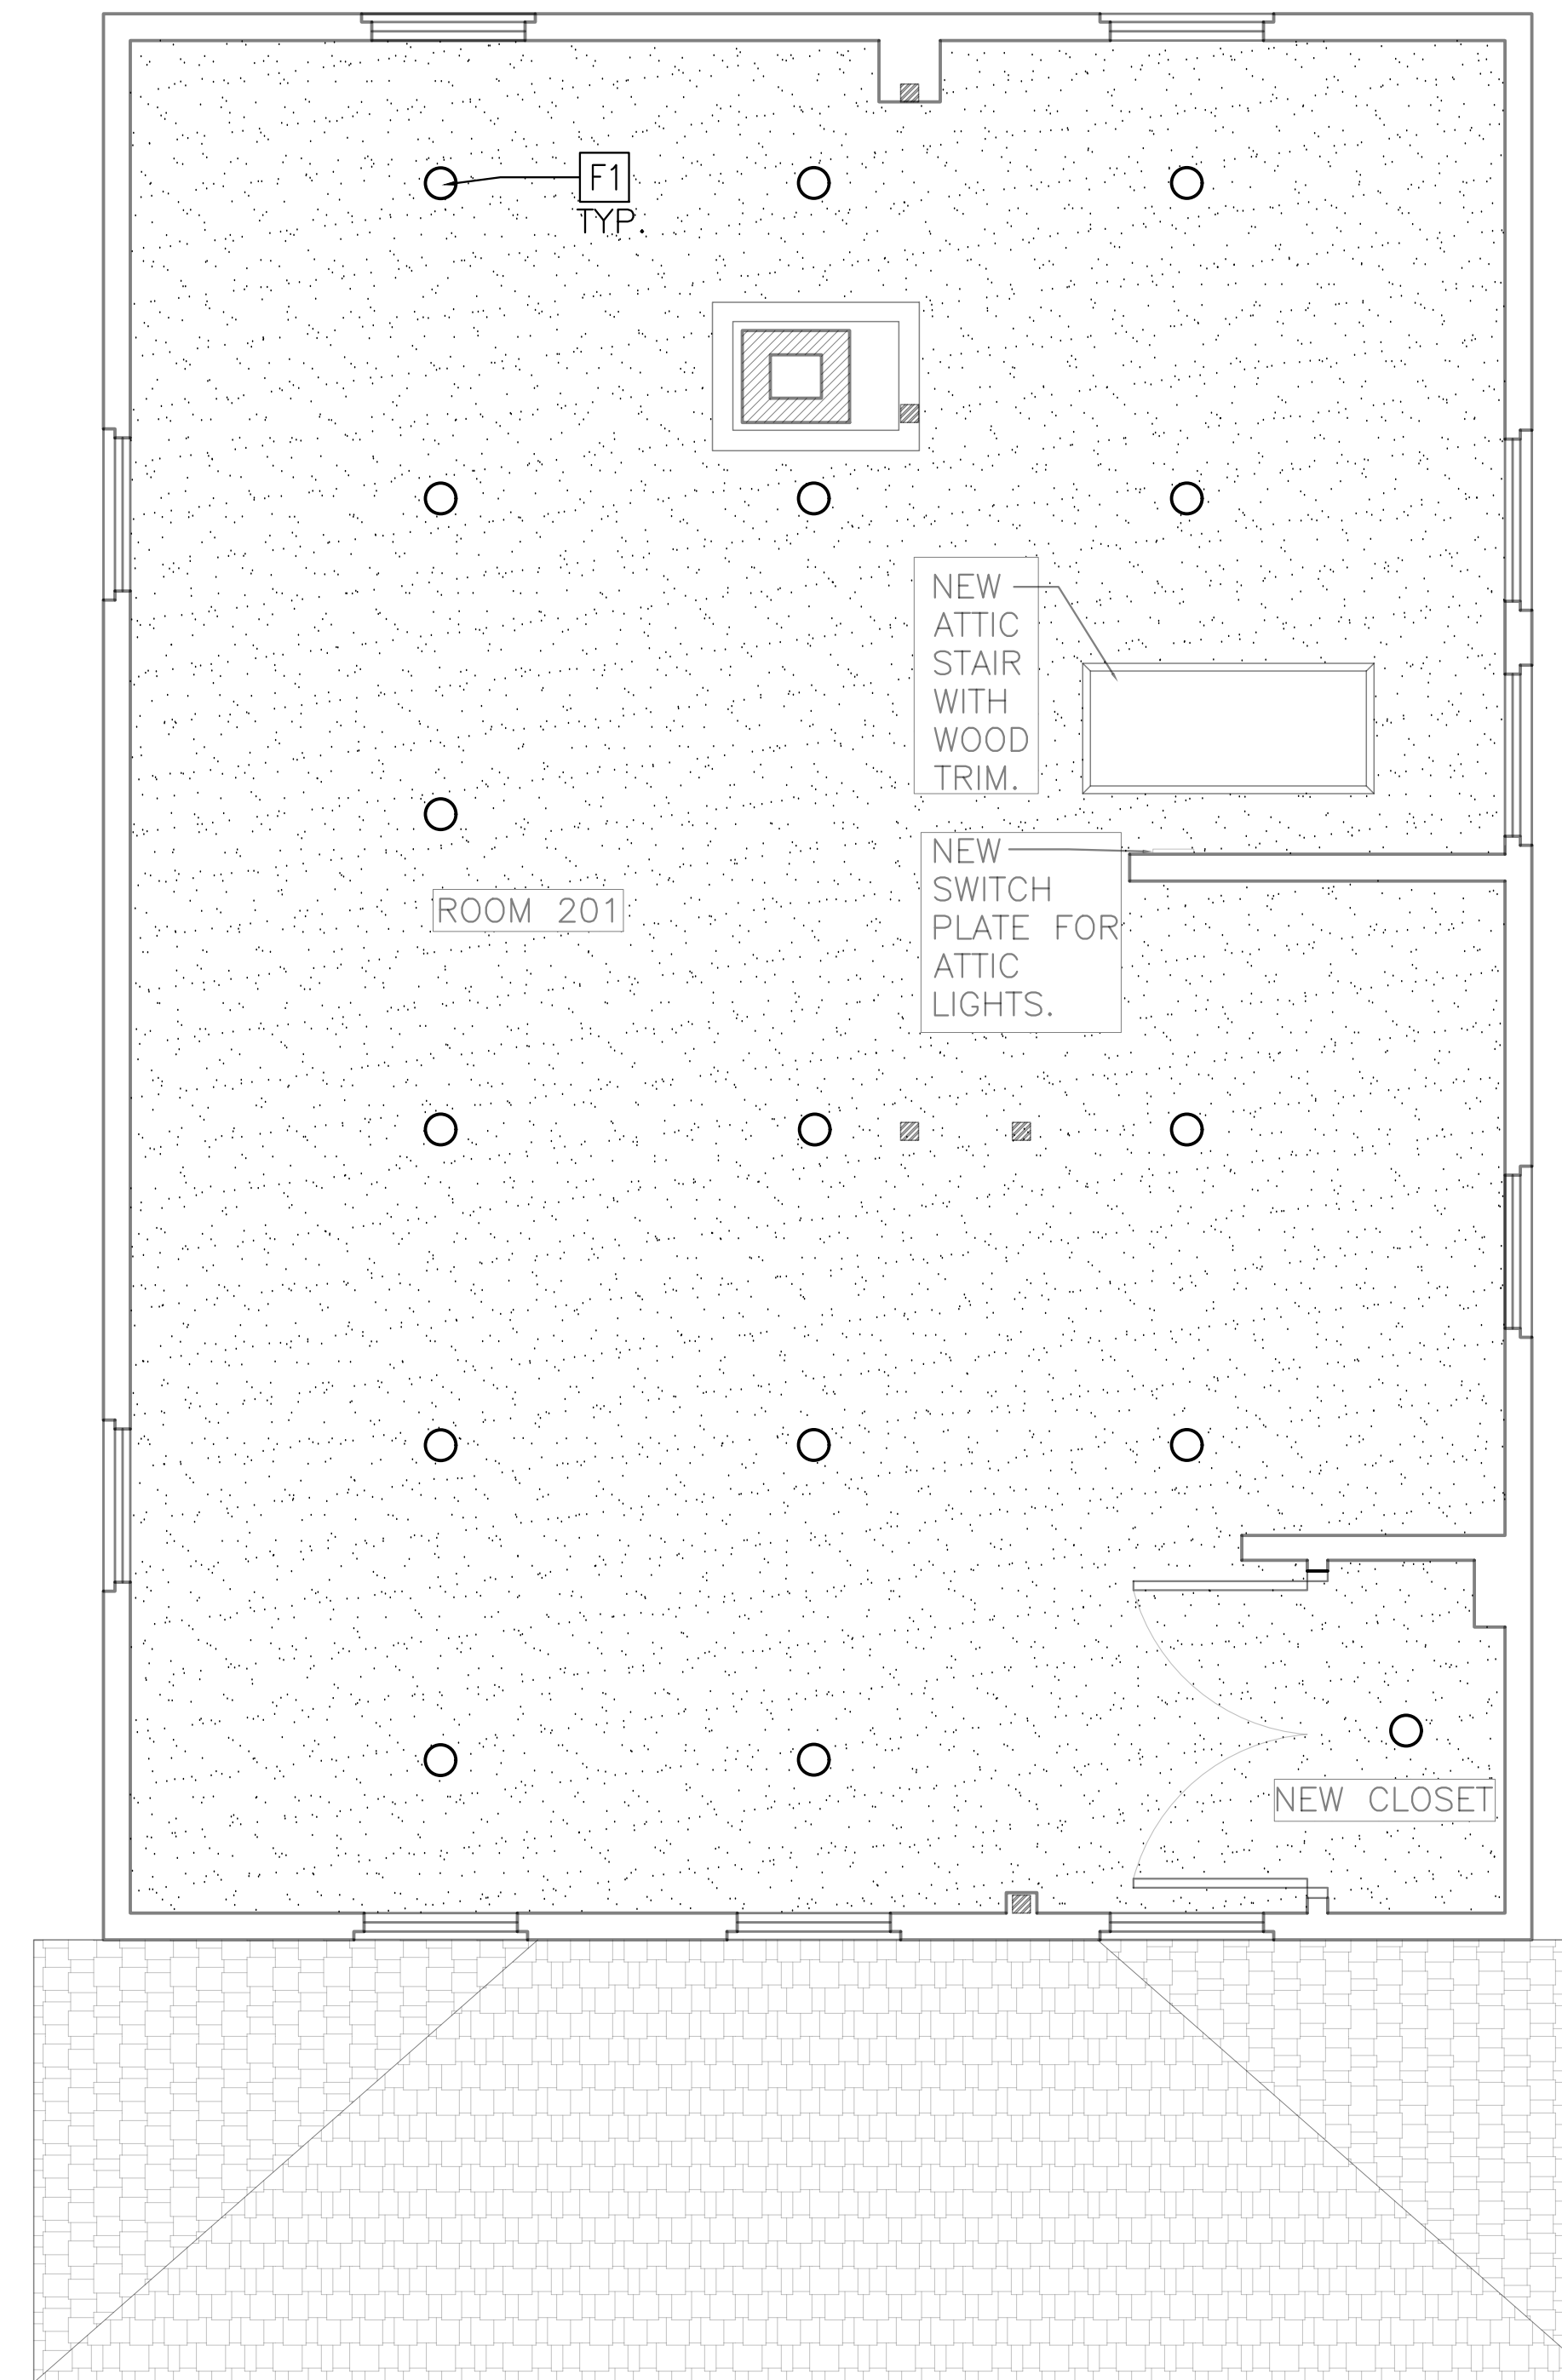 F1
TYP.
NEW
ATTIC
STAIR
WITH
WOOD
TRIM.
NEW
SWITCH
PLATE FOR
ATTIC
LIGHTS.
ROOM 201
NEW CLOSET